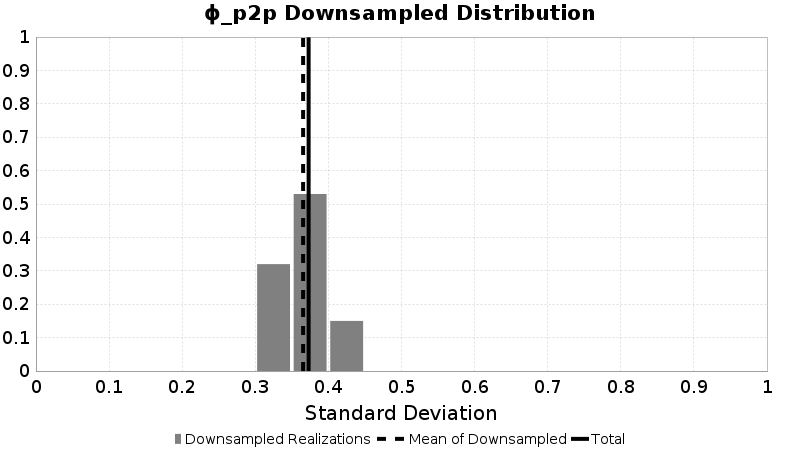 ϕ_p2p Downsampled Distribution
1
0.9
0.8
0.7
0.6
0.5
0.4
0.3
0.2
0.1
0
0 0.1 0.2 0.3 0.4 0.5 0.6 0.7 0.8 0.9 1
Standard Deviation
Downsampled Realizations Mean of Downsampled Total